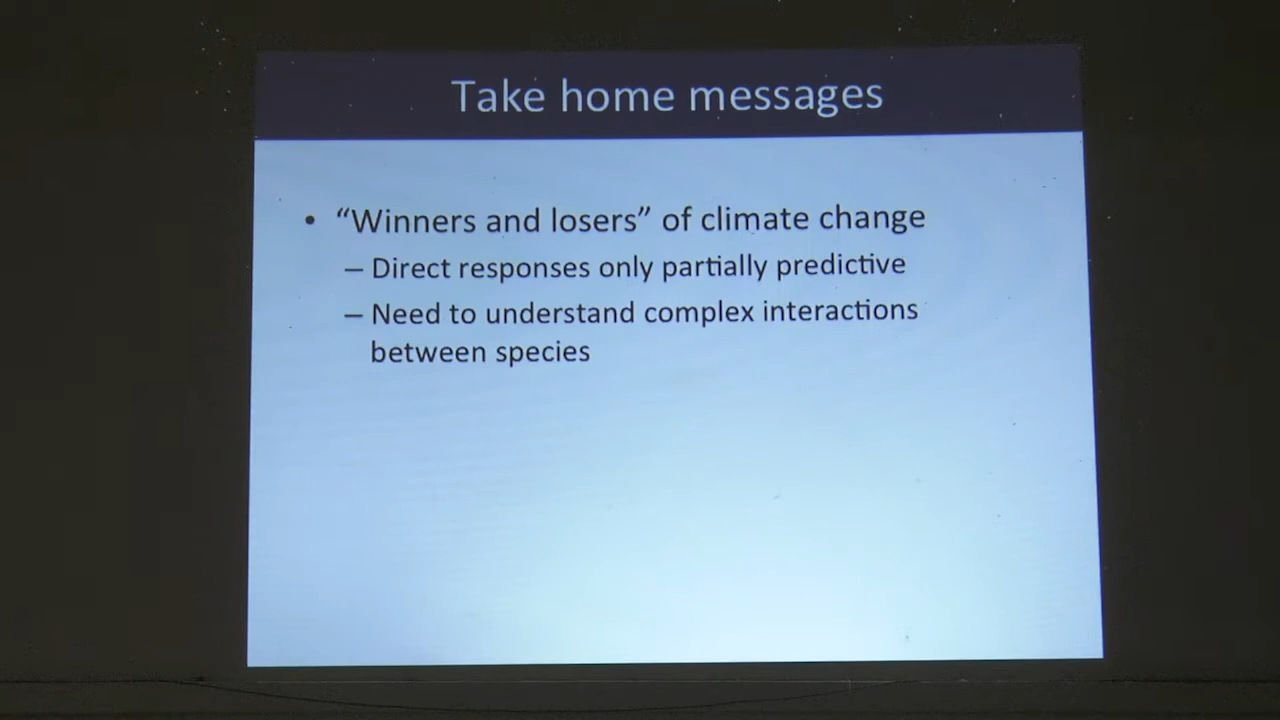 Take home messages
• “Winners and losers” of climate change
– Direct responses only partially predictive
– Need to understand complex interactions
between species